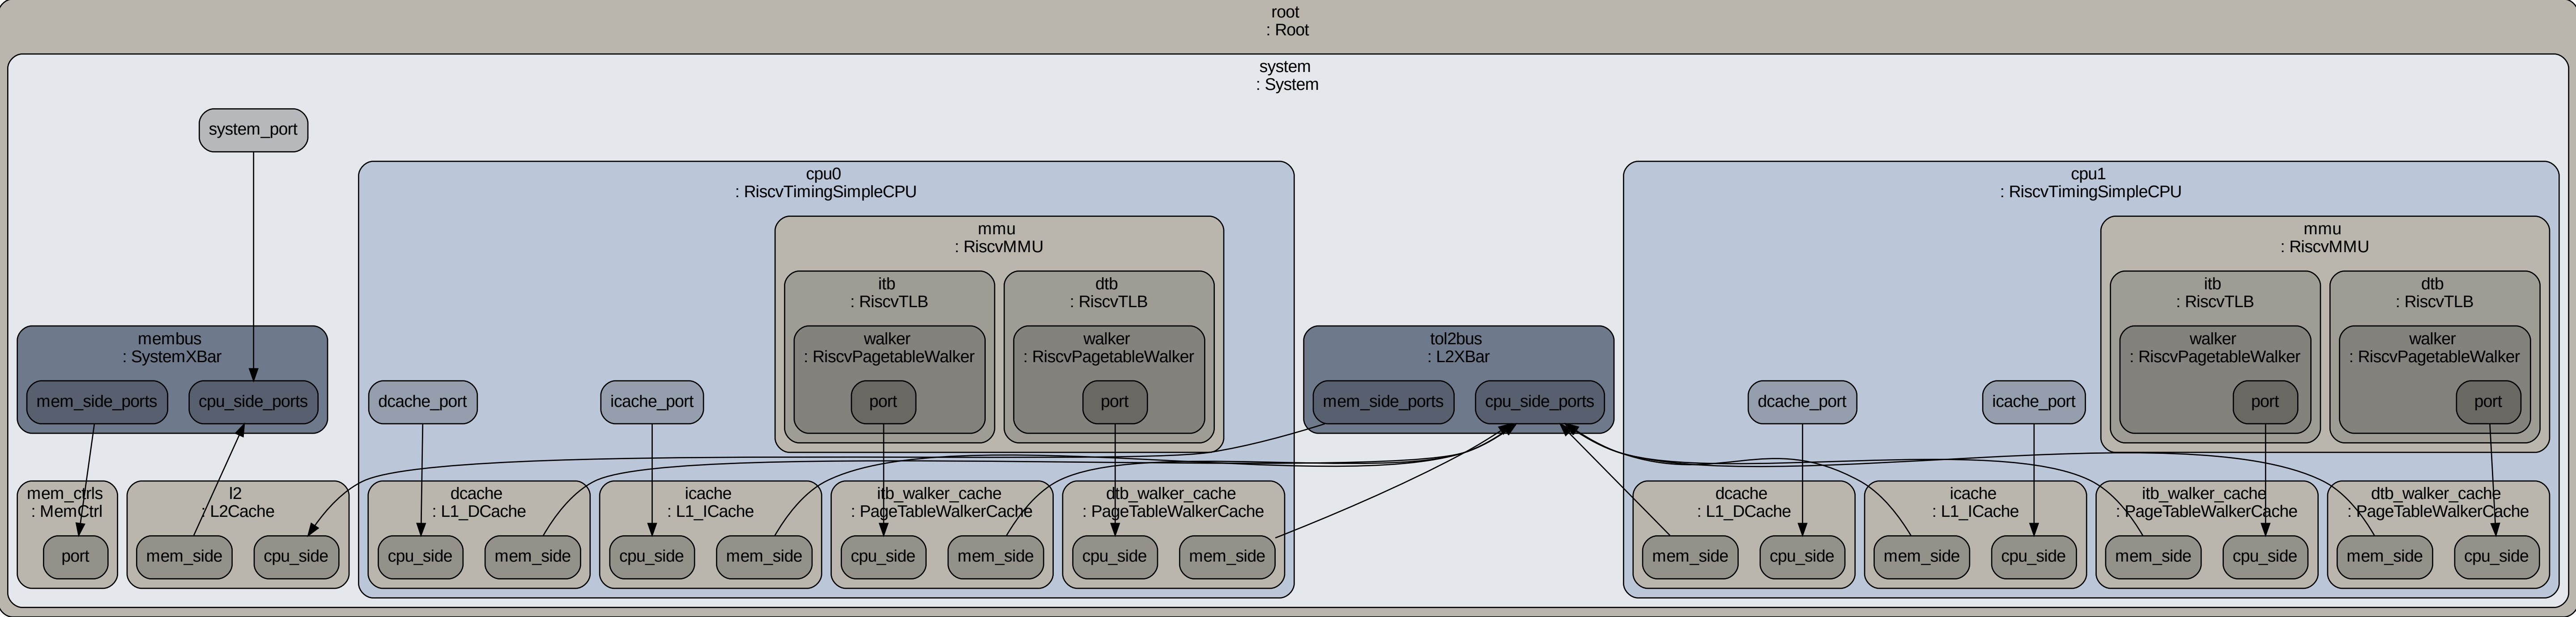 root
: Root
system
: System
system_port
membus
: SystemXBar
mem_side_ports
cpu_side_ports
mem_ctrls
: MemCtrl
port
l2
: L2Cache
mem_side
cpu_side
cpu0
: RiscvTimingSimpleCPU
mmu
: RiscvMMU
itb
: RiscvTLB
walker
: RiscvPagetableWalker
port
dtb
: RiscvTLB
walker
: RiscvPagetableWalker
port
dcache_port
icache_port
dcache
: L1_DCache
cpu_side
mem_side
icache
: L1_ICache
cpu_side
mem_side
itb_walker_cache
: PageTableWalkerCache
cpu_side
mem_side
dtb_walker_cache
: PageTableWalkerCache
cpu_side
mem_side
tol2bus
: L2XBar
mem_side_ports
cpu_side_ports
cpu1
: RiscvTimingSimpleCPU
mmu
: RiscvMMU
itb
: RiscvTLB
walker
: RiscvPagetableWalker
port
dtb
: RiscvTLB
walker
: RiscvPagetableWalker
port
dcache_port
icache_port
dcache
: L1_DCache
mem_side
cpu_side
icache
: L1_ICache
mem_side
cpu_side
itb_walker_cache
: PageTableWalkerCache
mem_side
cpu_side
dtb_walker_cache
: PageTableWalkerCache
mem_side
cpu_side